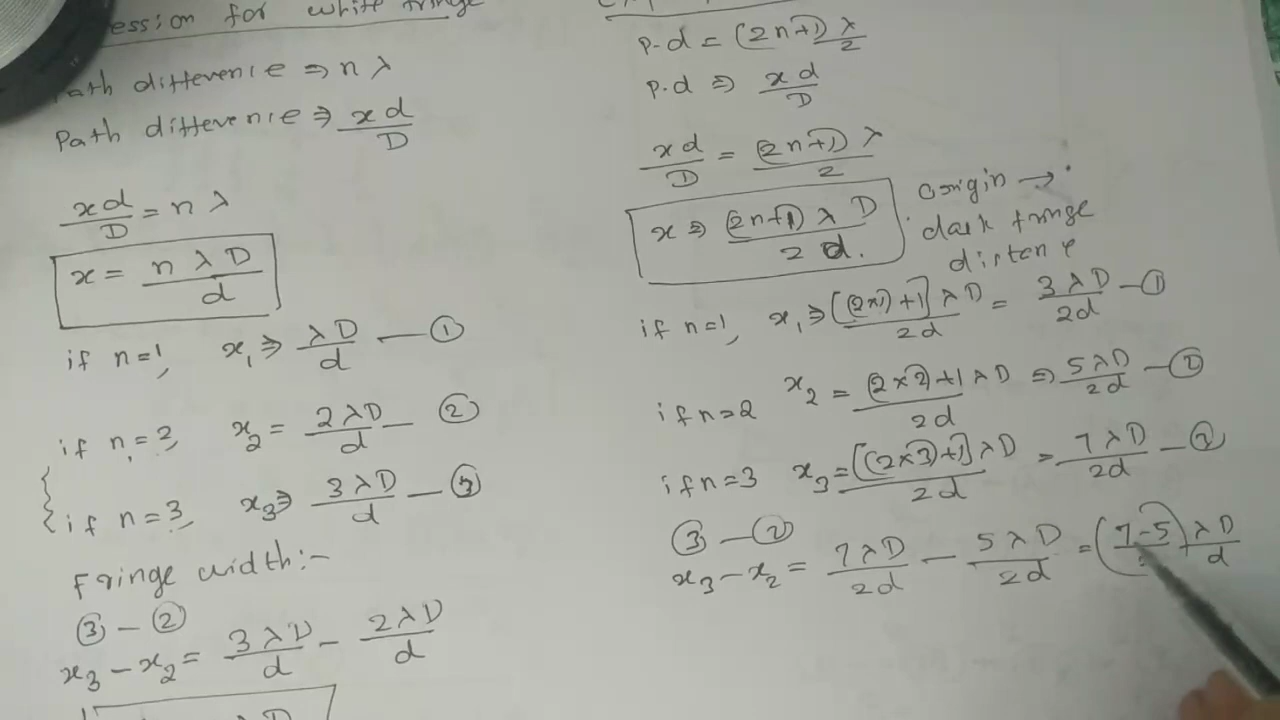 ession for white fringe
ath differenie ⇒ nλ
Path differenie ⇒ xd/D
xd/D = nλ
x = nλD/d
if n=1, x₁ ⇒ λD/d — ①
if n=2, x₂ = 2λD/d — ②
if n=3, x₃ ⇒ 3λD/d — ③
Fringe width:-
③ - ②
x₃ - x₂ = 3λD/d - 2λD/d
p.d = (2n+1) λ/2
p.d ⇒ xd/D
xd/D = (2n+1)λ/2
x ⇒ (2n+1)λD/2d.
origin →
dark fringe
if n=1, x₁ ⇒ [(2×1)+1]λD/2d = 3λD/2d — ①
if n=2 x₂ = (2×2)+1 λD/2d ⇒ 5λD/2d — ②
if n=3 x₃ = [(2×3)+1]λD/2d = 7λD/2d — ③
③ — ②
x₃ - x₂ = 7λD/2d - 5λD/2d = (7-5) λD/d